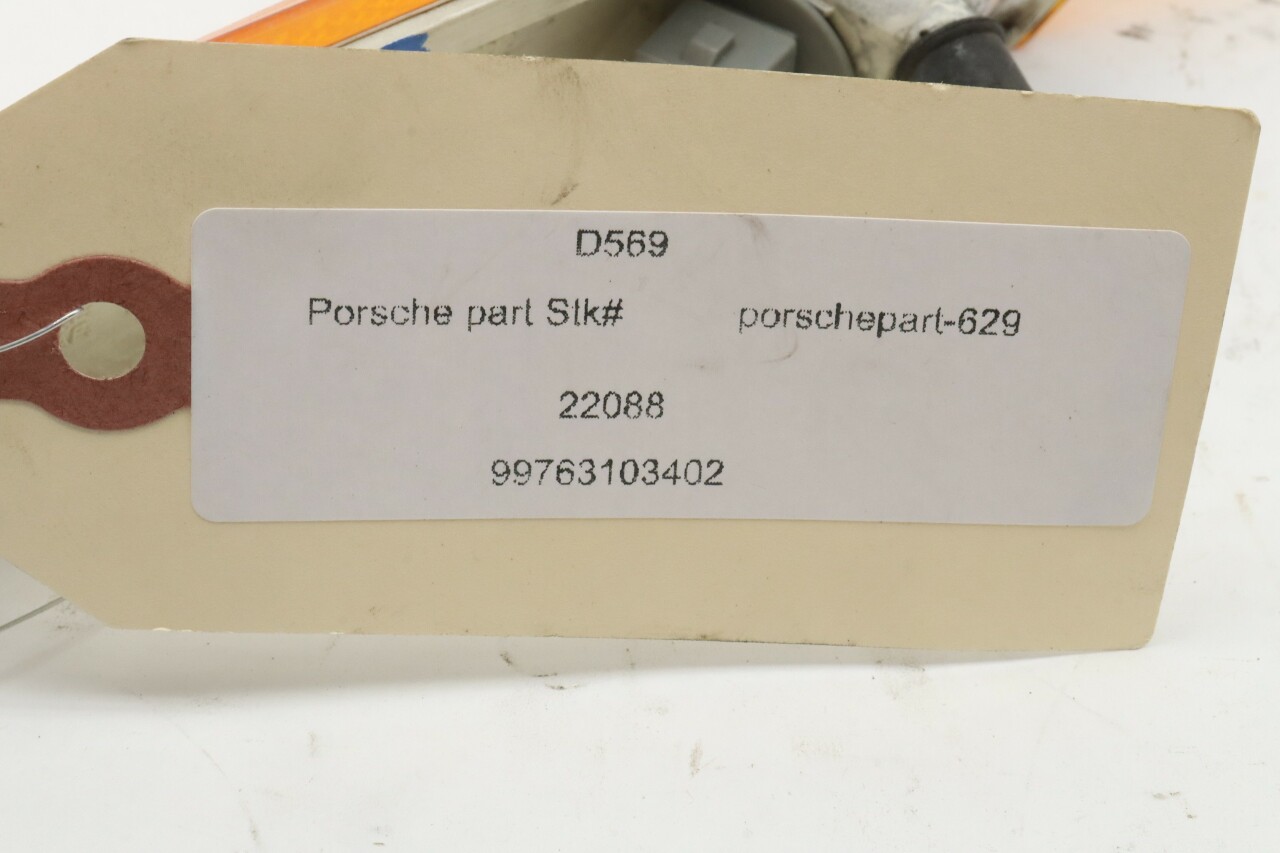 D569
Porsche part Stk# porschepart-629
22088
99763103402